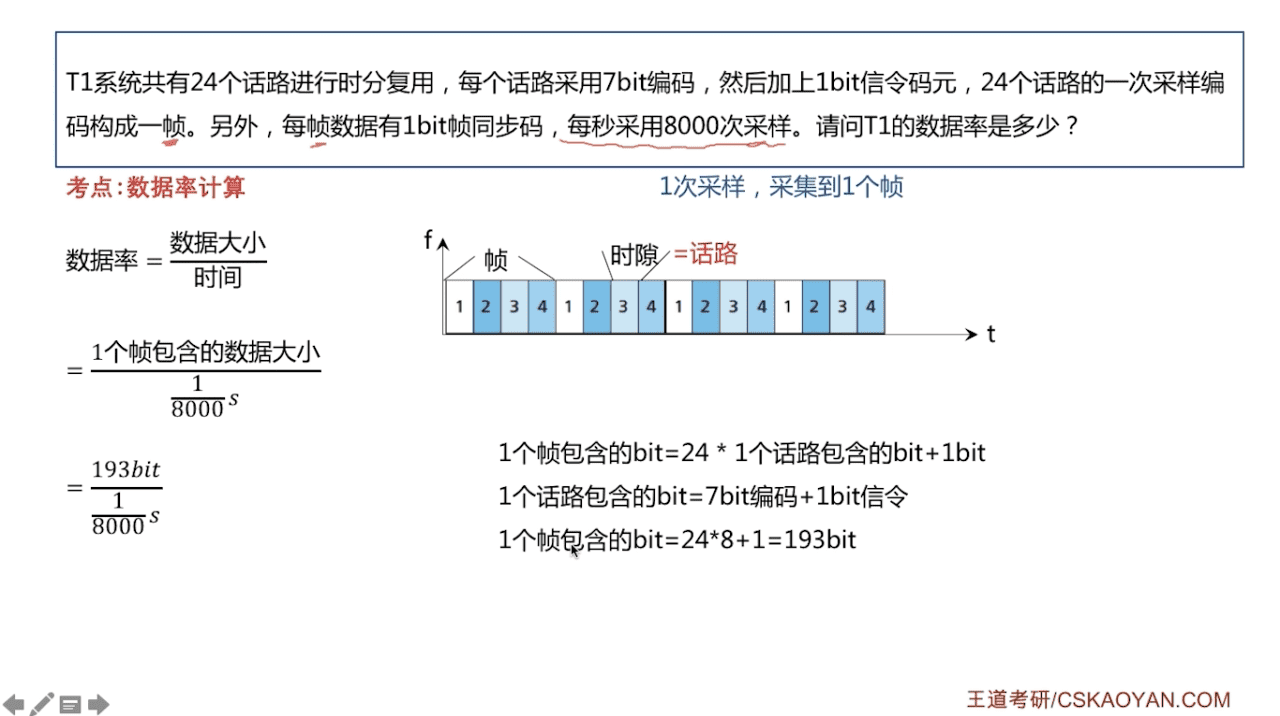 T1系统共有24个话路进行时分复用，每个话路采用7bit编码，然后加上1bit信令码元，24个话路的一次采样编
码构成一帧。另外，每帧数据有1bit帧同步码，每秒采用8000次采样。请问T1的数据率是多少？
考点:数据率计算
1次采样，采集到1个帧
数据率 = 数据大小
时间
f
帧
时隙
=话路
1 2 3 4 1 2 3 4 1 2 3 4 1 2 3 4
t
= 1个帧包含的数据大小
1
8000 s
1个帧包含的bit=24 * 1个话路包含的bit+1bit
= 193bit
1
8000 s
1个话路包含的bit=7bit编码+1bit信令
1个帧包含的bit=24*8+1=193bit
王道考研/CSKAOYAN.COM